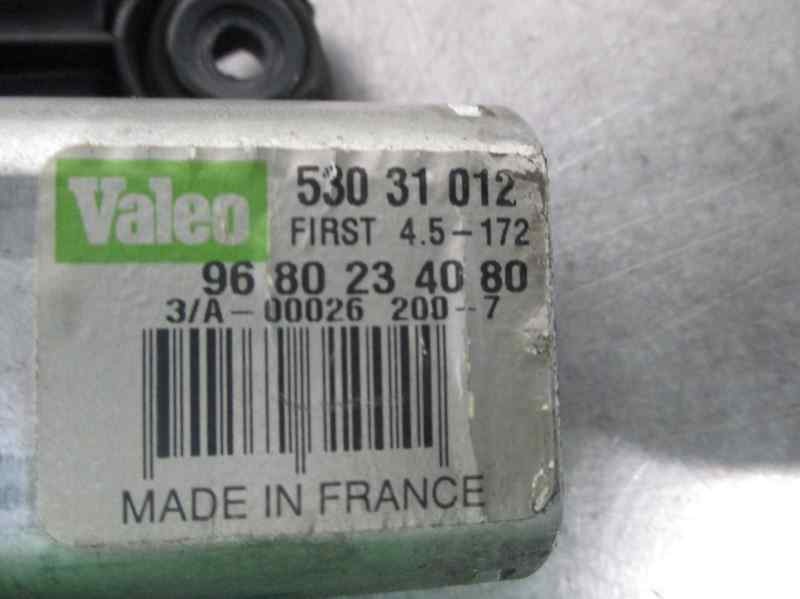 Valeo
530 31 012
FIRST 4.5-172
96 80 23 40 80
3/A-00026 200-7
MADE IN FRANCE